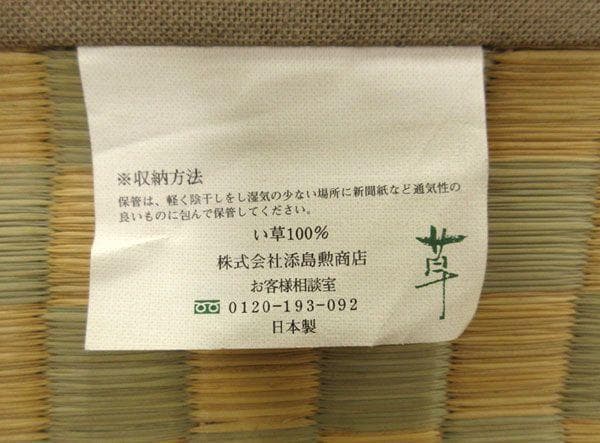 ※収納方法
保管は、軽く陰干しをし湿気の少ない場所に新聞紙など通気性の
良いものに包んで保管してください。
い草100%
株式会社添島勲商店
お客様相談室
0120-193-092
日本製
草